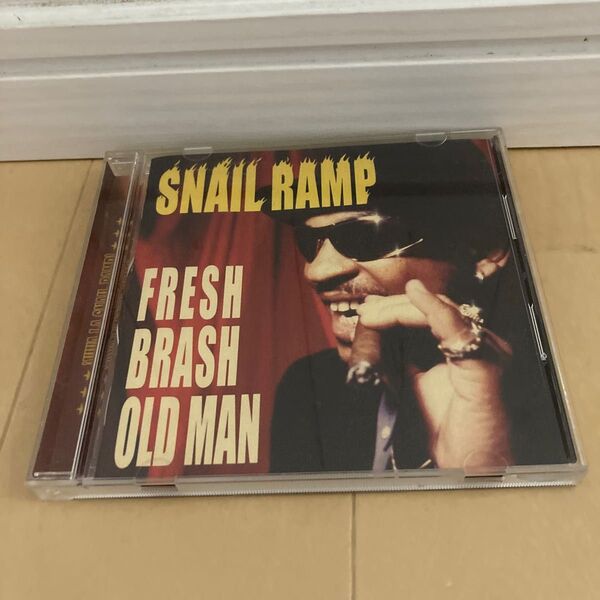 SNAIL RAMP
FRESH
BRASH
OLD MAN